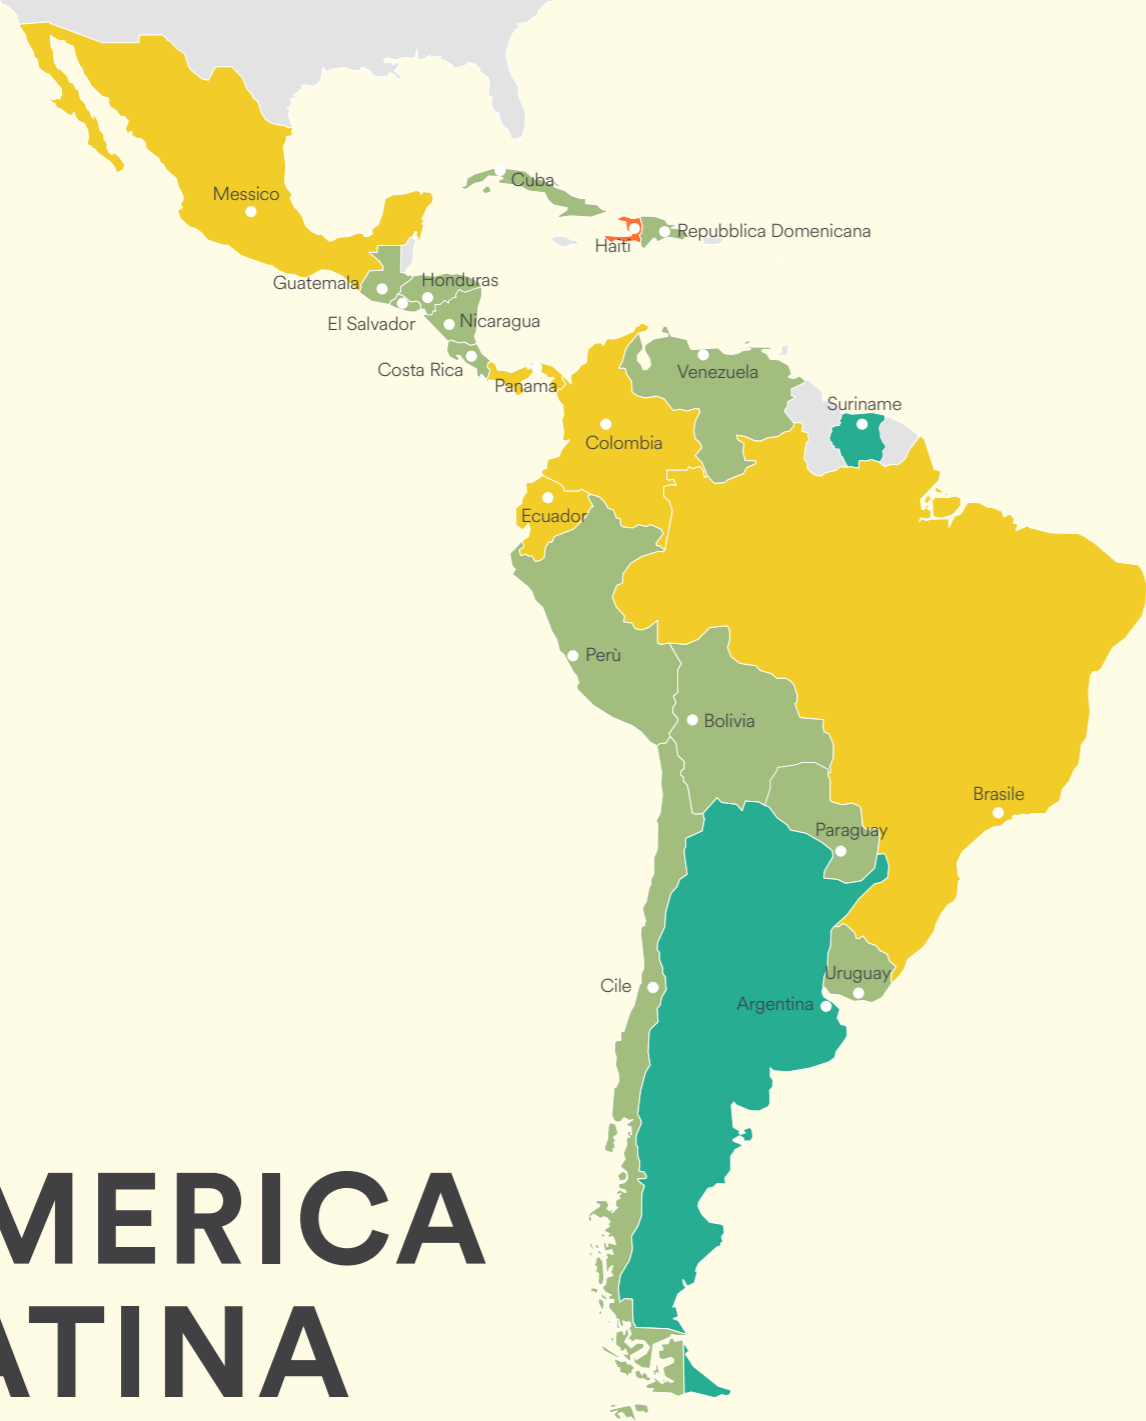 Cuba
Messico
Repubblica Domenicana
Haiti
Honduras
Guatemala
Nicaragua
El Salvador
Costa Rica
Venezuela
Panama
Suriname
Colombia
Ecuador
Perù
Bolivia
Brasile
Paraguay
Uruguay
Cile
Argentina
MERICA
ATINA